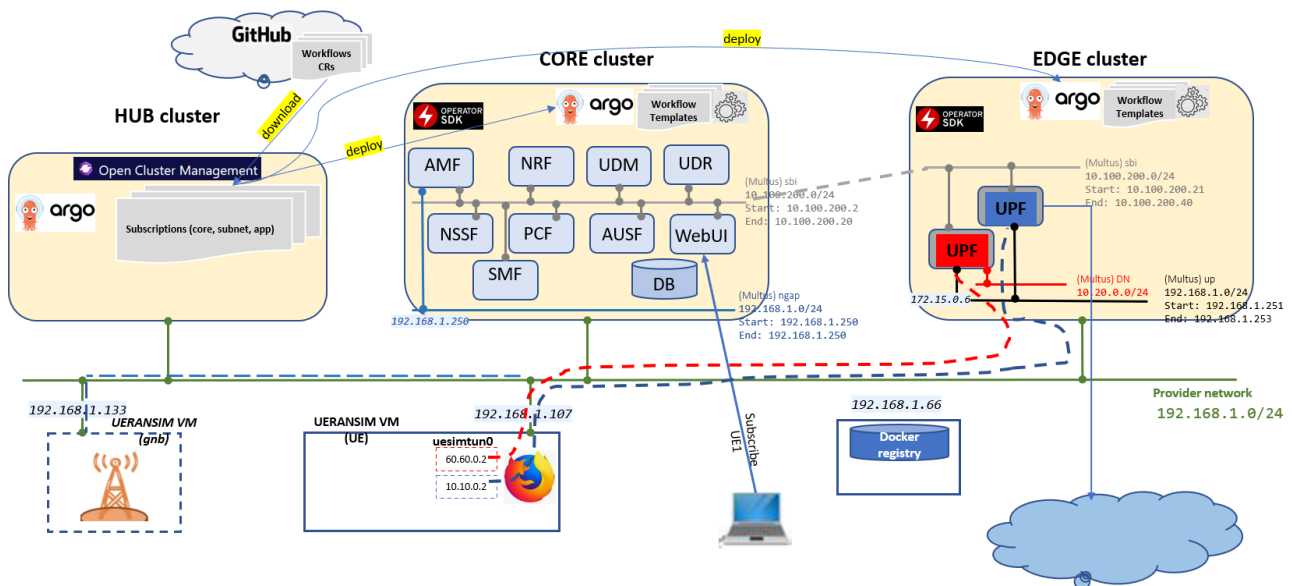 GitHub
Workflows
CRs
deploy
HUB cluster
CORE cluster
EDGE cluster
download
deploy
OPERATOR
SDK
argo
Workflow
Templates
OPERATOR
SDK
argo
Workflow
Templates
Open Cluster Management
argo
Subscriptions (core, subnet, app)
AMF
NRF
UDM
UDR
(Multus) sbi
10.100.200.0/24
Start: 10.100.200.2
End: 10.100.200.20
NSSF
PCF
AUSF
WebUI
SMF
DB
(Multus) ngap
192.168.1.0/24
Start: 192.168.1.250
End: 192.168.1.250
192.168.1.250
(Multus) sbi
10.100.200.0/24
Start: 10.100.200.21
End: 10.100.200.40
UPF
UPF
(Multus) DN
10.20.0.0/24
172.15.0.6
(Multus) up
192.168.1.0/24
Start: 192.168.1.251
End: 192.168.1.253
Provider network
192.168.1.0/24
192.168.1.133
UERANSIM VM
(gnb)
192.168.1.107
UERANSIM VM
(UE)
uesimtun0
60.60.0.2
10.10.0.2
Subscribe
UE1
192.168.1.66
Docker
registry